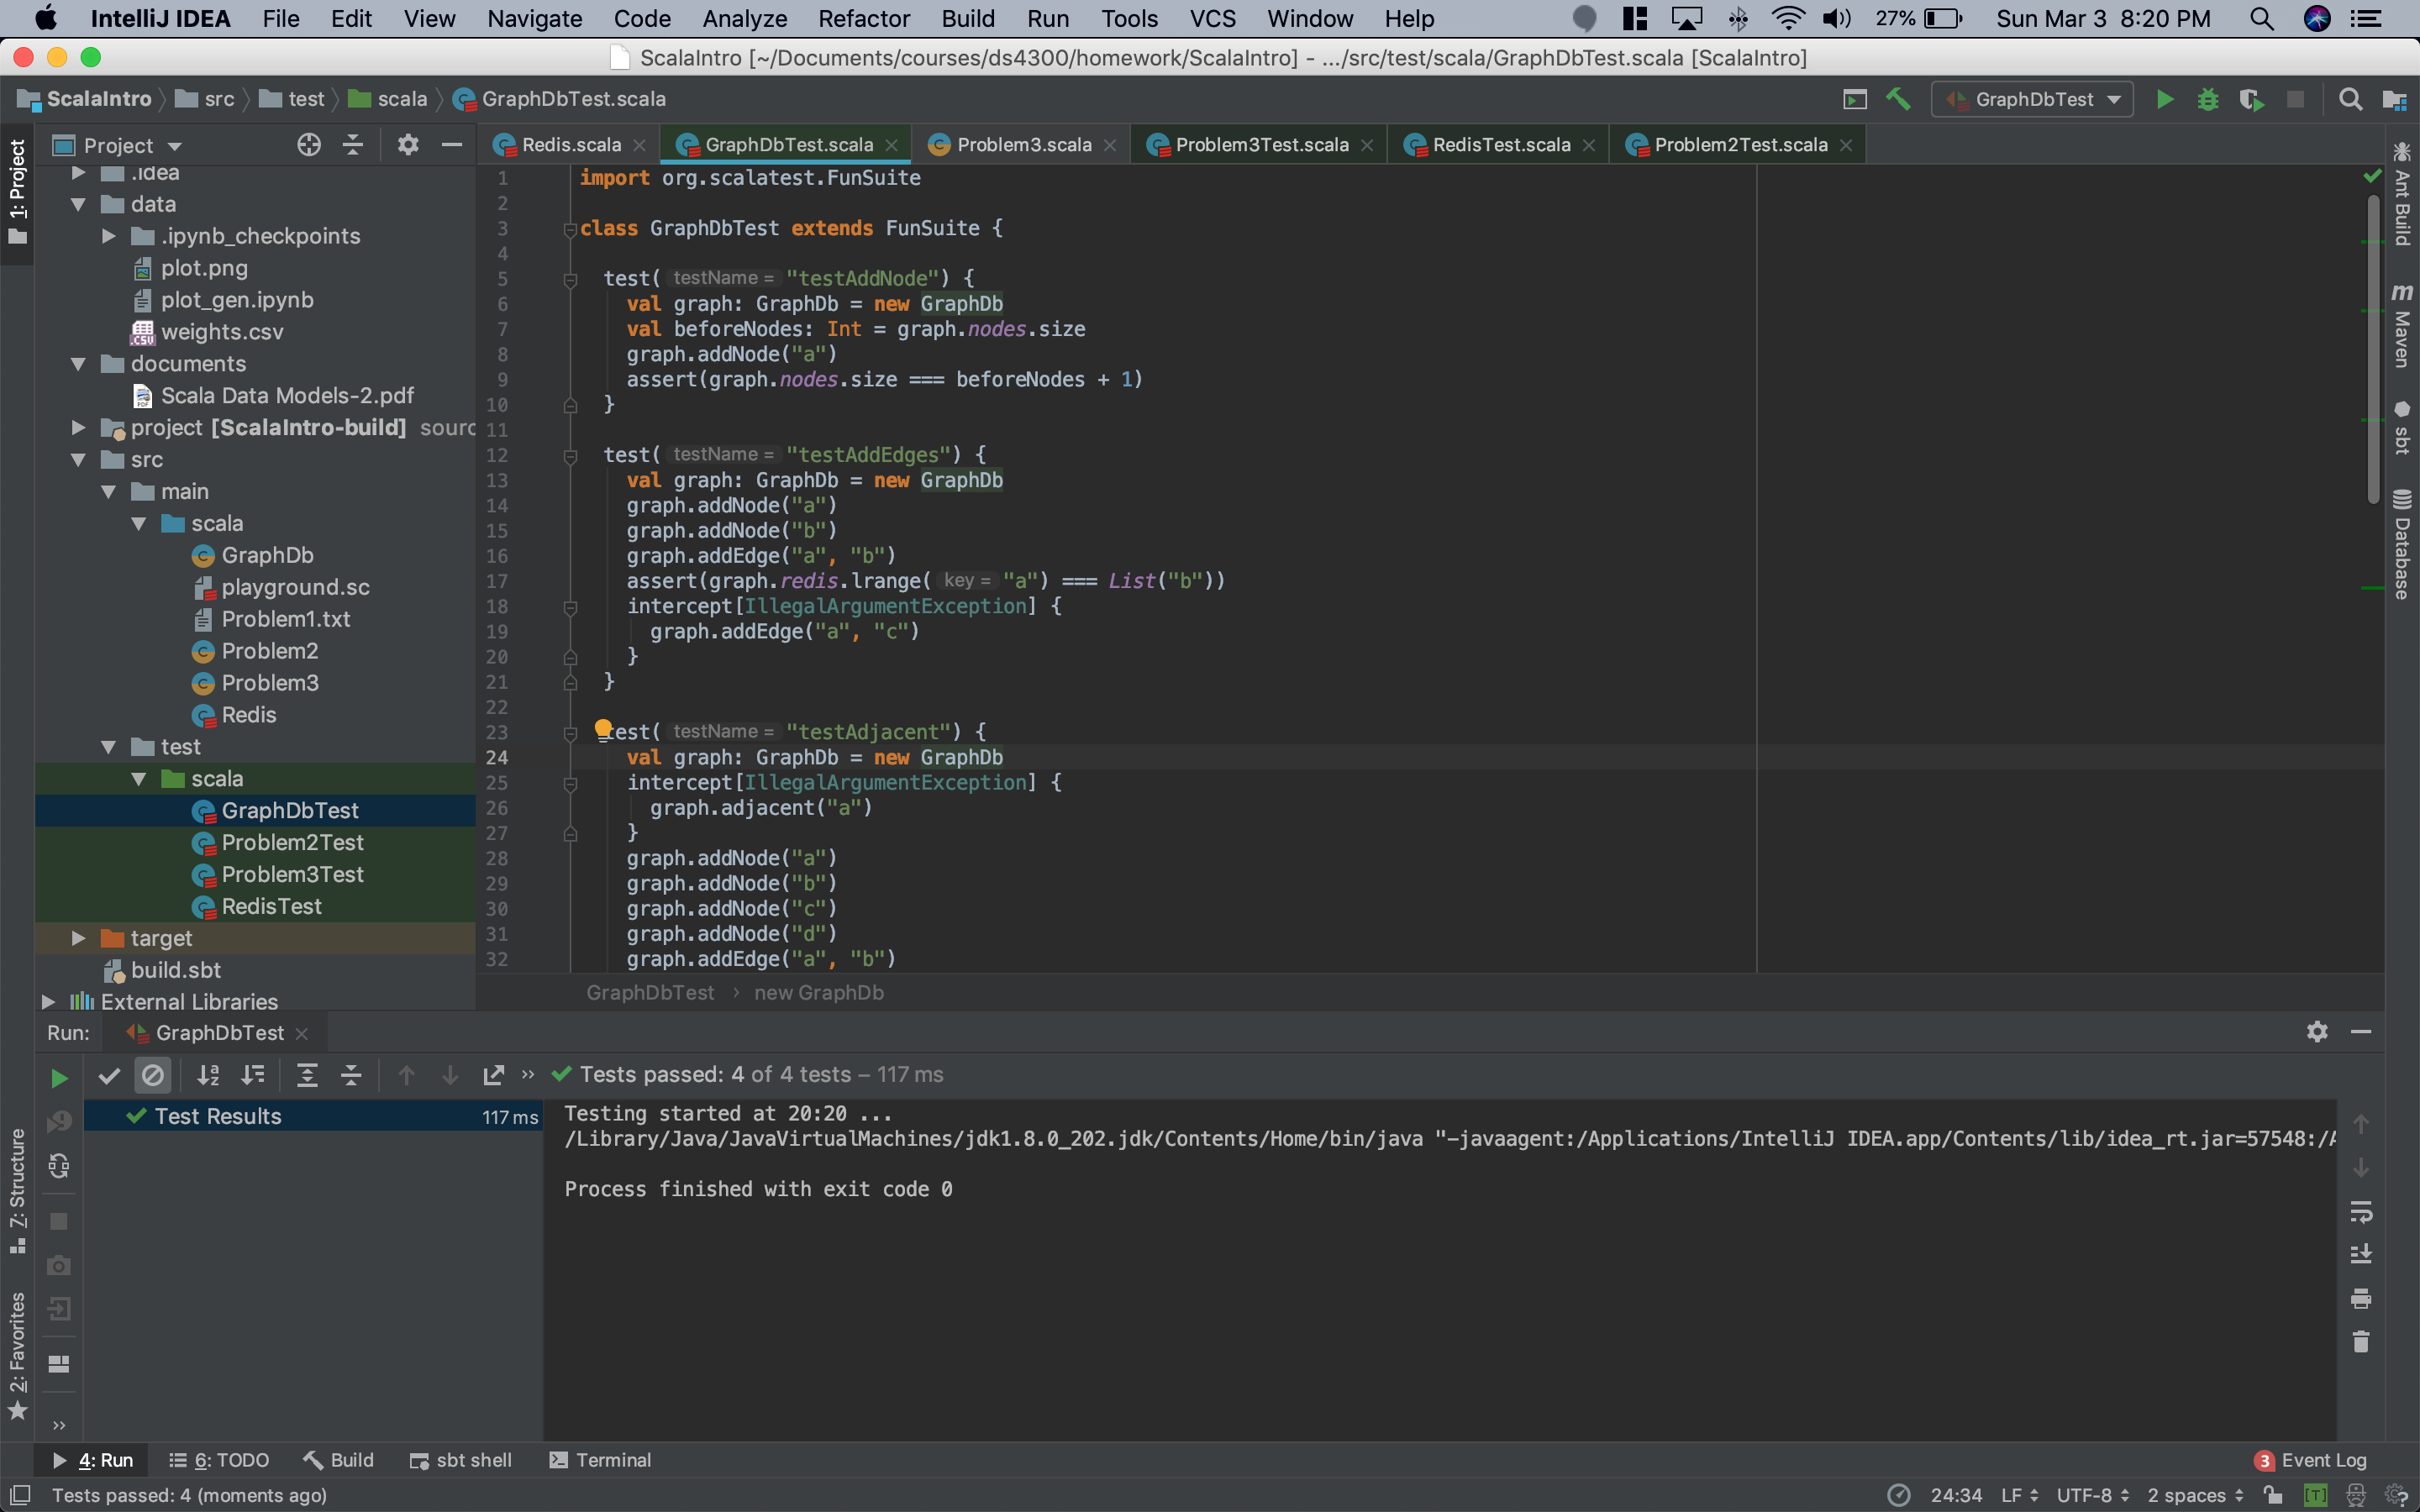 IntelliJ IDEA File Edit View Navigate Code Analyze Refactor Build Run Tools VCS Window Help 27% Sun Mar 3 8:20 PM
ScalaIntro [~/Documents/courses/ds4300/homework/ScalaIntro] - .../src/test/scala/GraphDbTest.scala [ScalaIntro]
ScalaIntro src test scala GraphDbTest.scala GraphDbTest
1: Project
Project
Redis.scala GraphDbTest.scala Problem3.scala Problem3Test.scala RedisTest.scala Problem2Test.scala
.idea
data
.ipynb_checkpoints
plot.png
plot_gen.ipynb
weights.csv
documents
Scala Data Models-2.pdf
project [ScalaIntro-build] sourc
src
main
scala
GraphDb
playground.sc
Problem1.txt
Problem2
Problem3
Redis
test
scala
GraphDbTest
Problem2Test
Problem3Test
RedisTest
target
build.sbt
External Libraries
1 import org.scalatest.FunSuite
2
3 class GraphDbTest extends FunSuite {
4
5 test( testName = "testAddNode") {
6 val graph: GraphDb = new GraphDb
7 val beforeNodes: Int = graph.nodes.size
8 graph.addNode("a")
9 assert(graph.nodes.size === beforeNodes + 1)
10 }
11
12 test( testName = "testAddEdges") {
13 val graph: GraphDb = new GraphDb
14 graph.addNode("a")
15 graph.addNode("b")
16 graph.addEdge("a", "b")
17 assert(graph.redis.lrange( key = "a") === List("b"))
18 intercept[IllegalArgumentException] {
19 graph.addEdge("a", "c")
20 }
21 }
22
23 test( testName = "testAdjacent") {
24 val graph: GraphDb = new GraphDb
25 intercept[IllegalArgumentException] {
26 graph.adjacent("a")
27 }
28 graph.addNode("a")
29 graph.addNode("b")
30 graph.addNode("c")
31 graph.addNode("d")
32 graph.addEdge("a", "b")
GraphDbTest › new GraphDb
Ant Build
m Maven
sbt
Database
Run: GraphDbTest
Tests passed: 4 of 4 tests – 117 ms
Test Results 117 ms
Testing started at 20:20 ...
/Library/Java/JavaVirtualMachines/jdk1.8.0_202.jdk/Contents/Home/bin/java "-javaagent:/Applications/IntelliJ IDEA.app/Contents/lib/idea_rt.jar=57548:/A
Process finished with exit code 0
7: Structure
2: Favorites
4: Run 6: TODO Build sbt shell Terminal 3 Event Log
Tests passed: 4 (moments ago) 24:34 LF UTF-8 2 spaces [T]